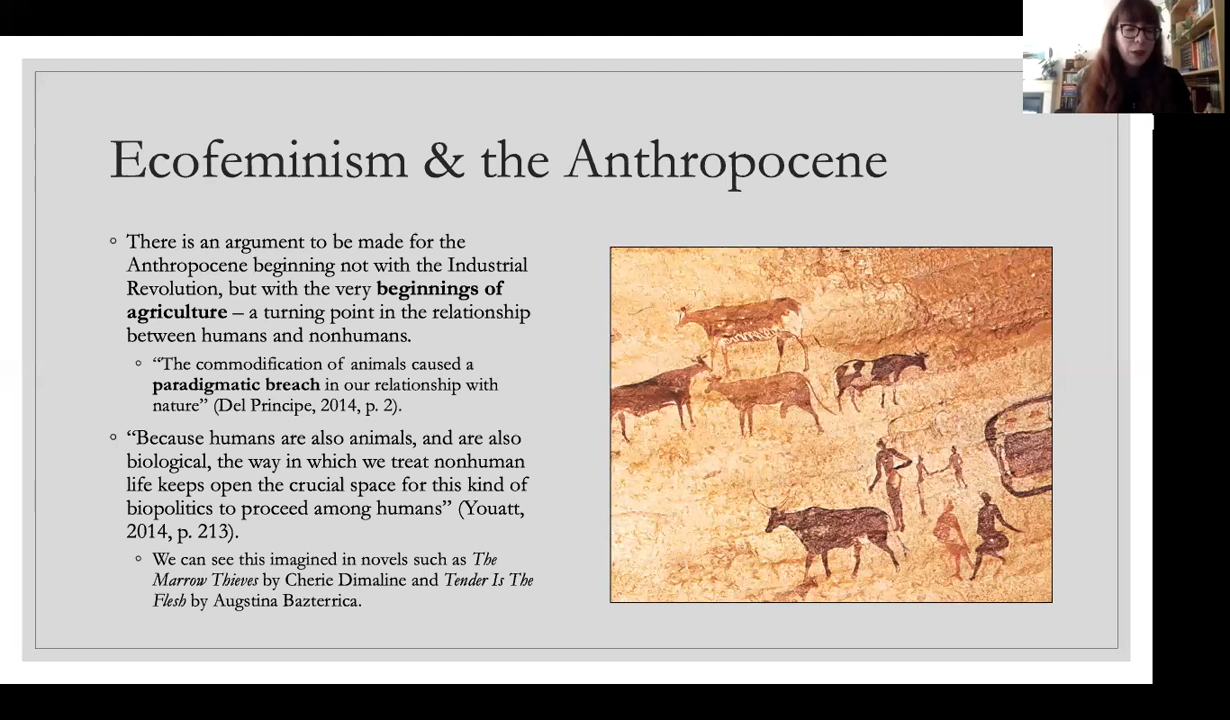 Ecofeminism & the Anthropocene
There is an argument to be made for the
Anthropocene beginning not with the Industrial
Revolution, but with the very beginnings of
agriculture – a turning point in the relationship
between humans and nonhumans.
“The commodification of animals caused a
paradigmatic breach in our relationship with
nature” (Del Principe, 2014, p. 2).
“Because humans are also animals, and are also
biological, the way in which we treat nonhuman
life keeps open the crucial space for this kind of
biopolitics to proceed among humans” (Youatt,
2014, p. 213).
We can see this imagined in novels such as The
Marrow Thieves by Cherie Dimaline and Tender Is The
Flesh by Augstina Bazterrica.